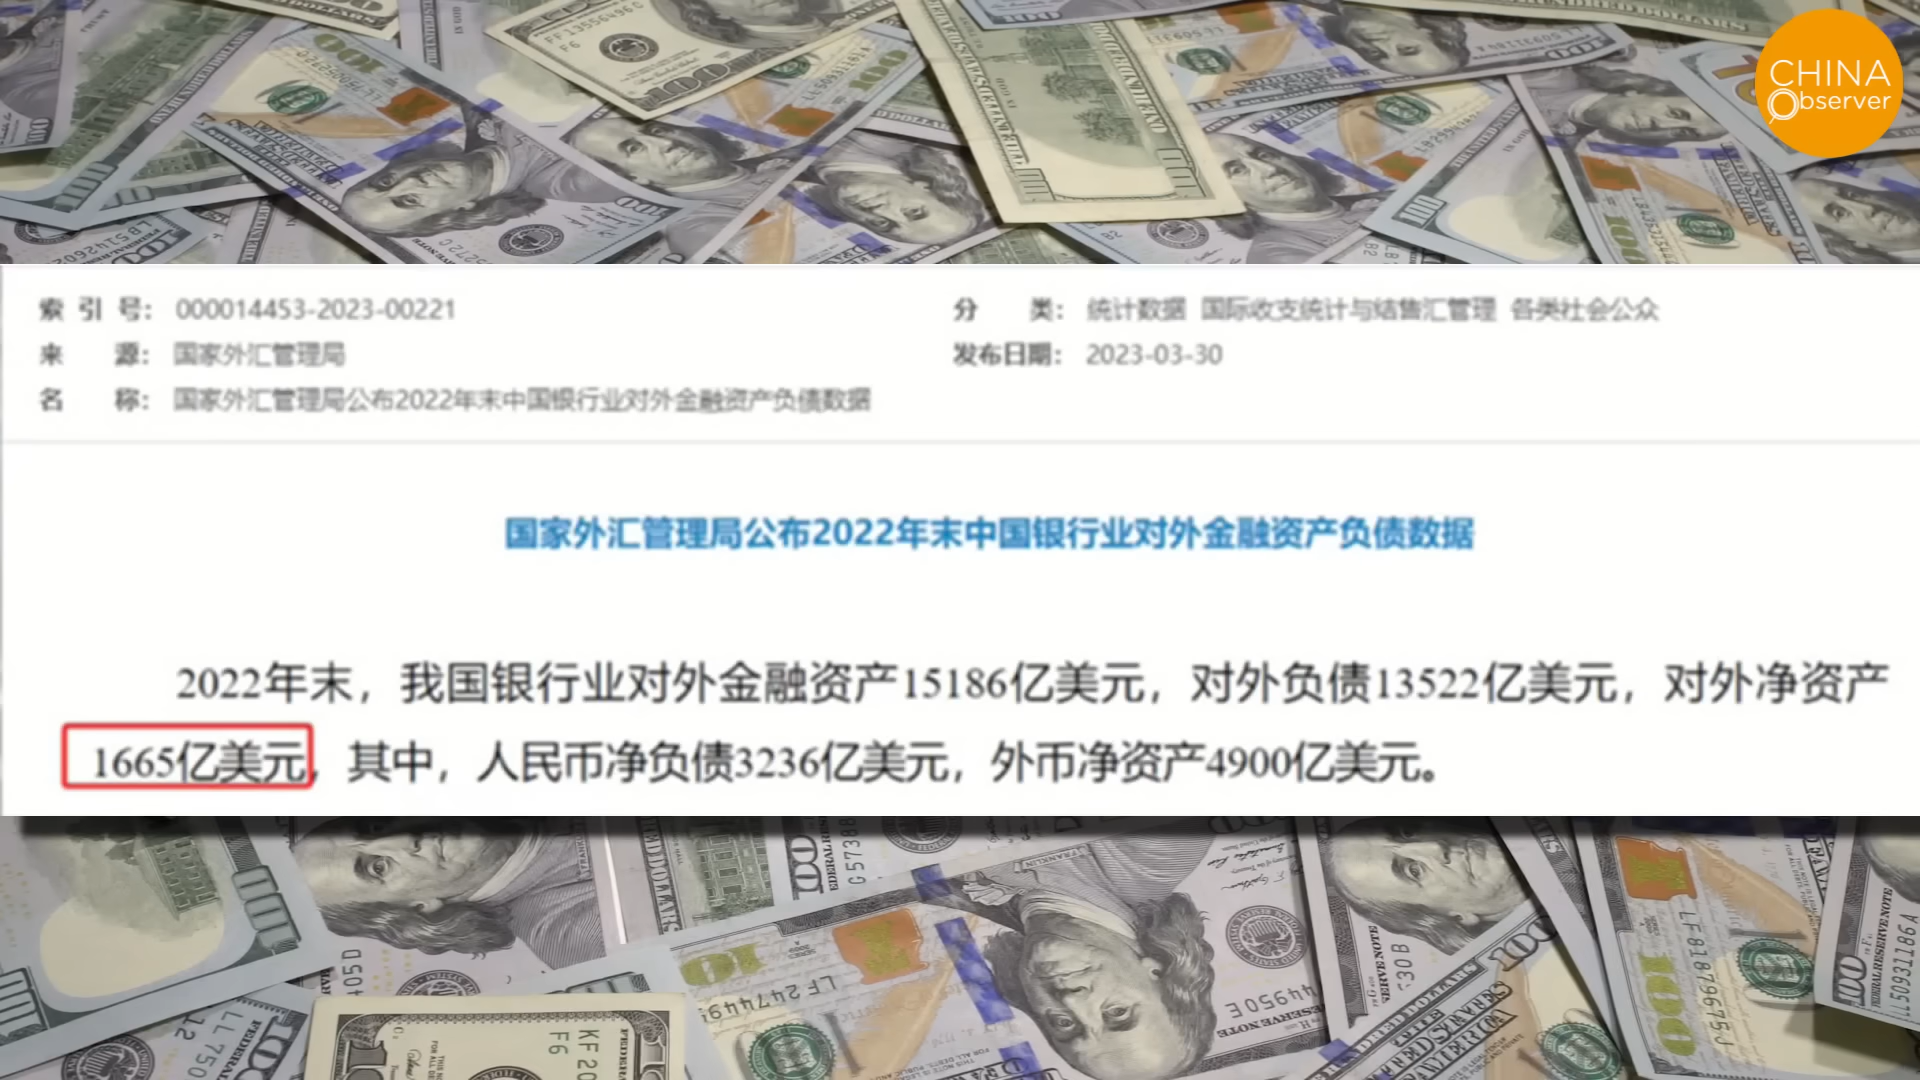 CHINA
Observer
索引号： 000014453-2023-00221
分类： 统计数据 国际收支统计与结售汇管理 各类社会公众
来源： 国家外汇管理局
发布日期： 2023-03-30
名称： 国家外汇管理局公布2022年末中国银行业对外金融资产负债数据
国家外汇管理局公布2022年末中国银行业对外金融资产负债数据
2022年末，我国银行业对外金融资产15186亿美元，对外负债13522亿美元，对外净资产
1665亿美元，其中，人民币净负债3236亿美元，外币净资产4900亿美元。